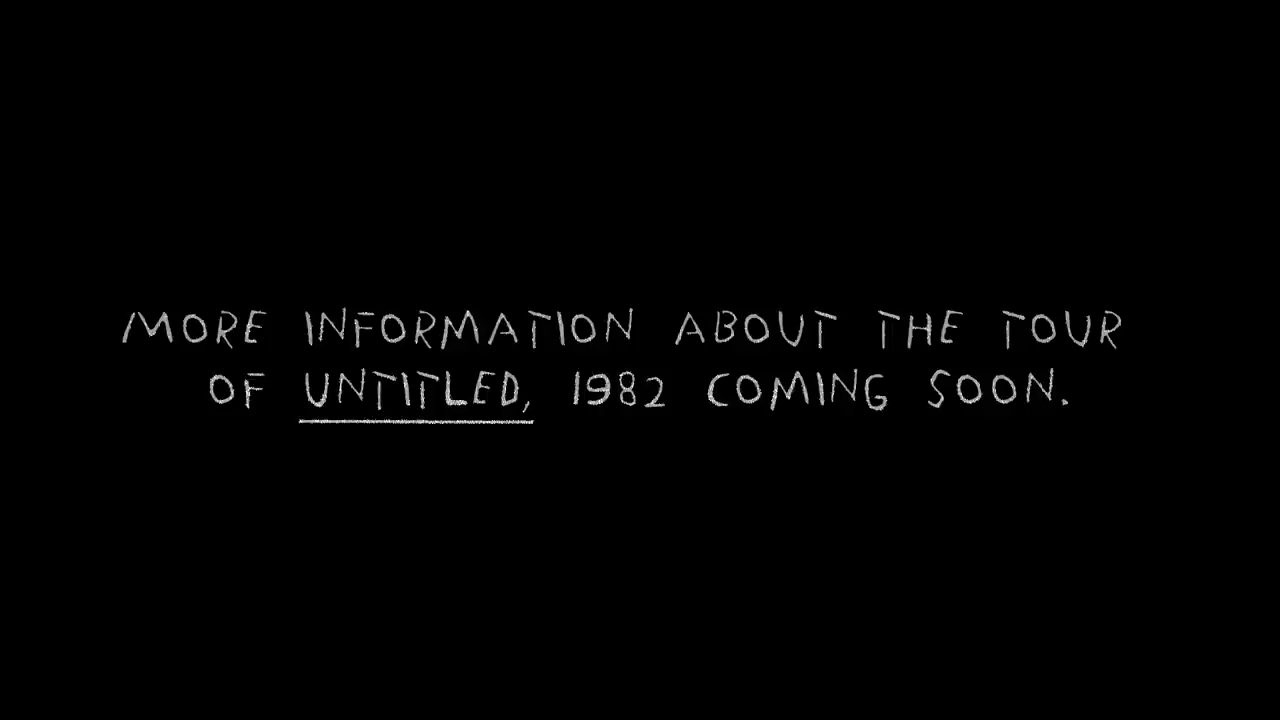 MORE INFORMATION ABOUT THE TOUR
OF UNTITLED, 1982 COMING SOON.